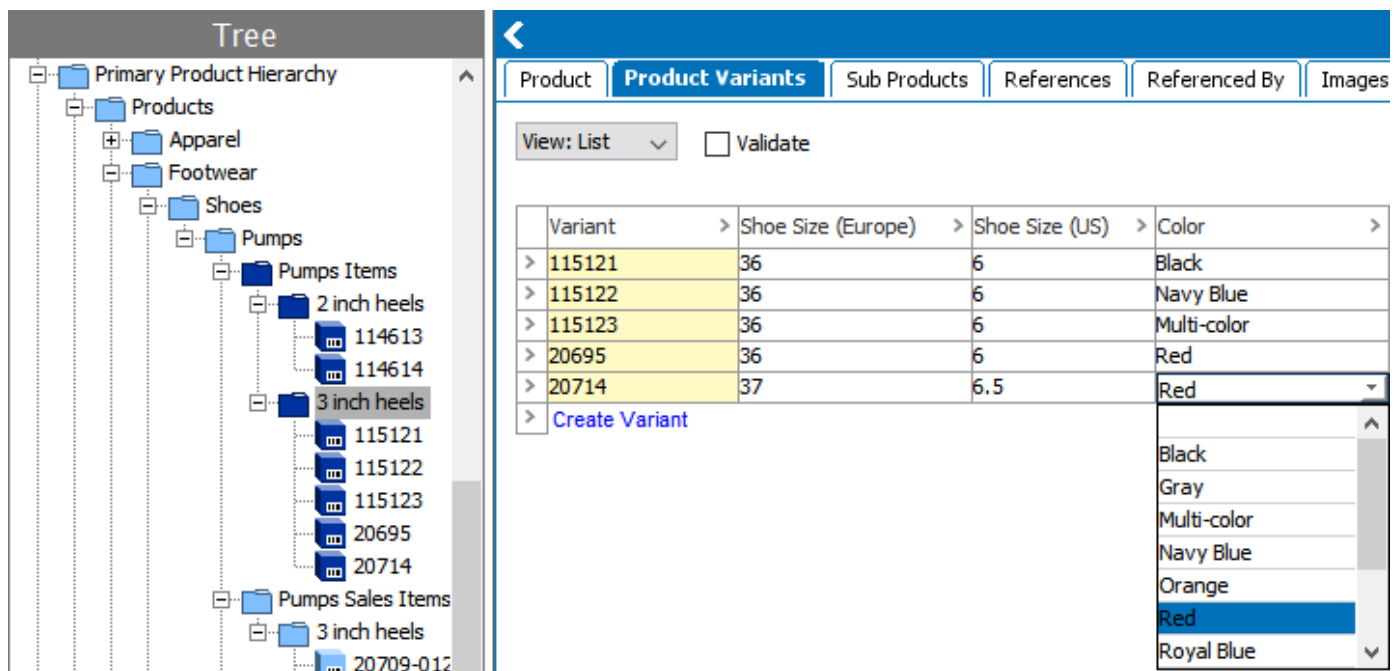 Tree
Primary Product Hierarchy
Products
Apparel
Footwear
Shoes
Pumps
Pumps Items
2 inch heels
114613
114614
3 inch heels
115121
115122
115123
20695
20714
Pumps Sales Items
3 inch heels
20709-012
Product Product Variants Sub Products References Referenced By Images
View: List Validate
Variant > Shoe Size (Europe) > Shoe Size (US) > Color >
> 115121 36 6 Black
> 115122 36 6 Navy Blue
> 115123 36 6 Multi-color
> 20695 36 6 Red
> 20714 37 6.5 Red
> Create Variant
Black
Gray
Multi-color
Navy Blue
Orange
Red
Royal Blue